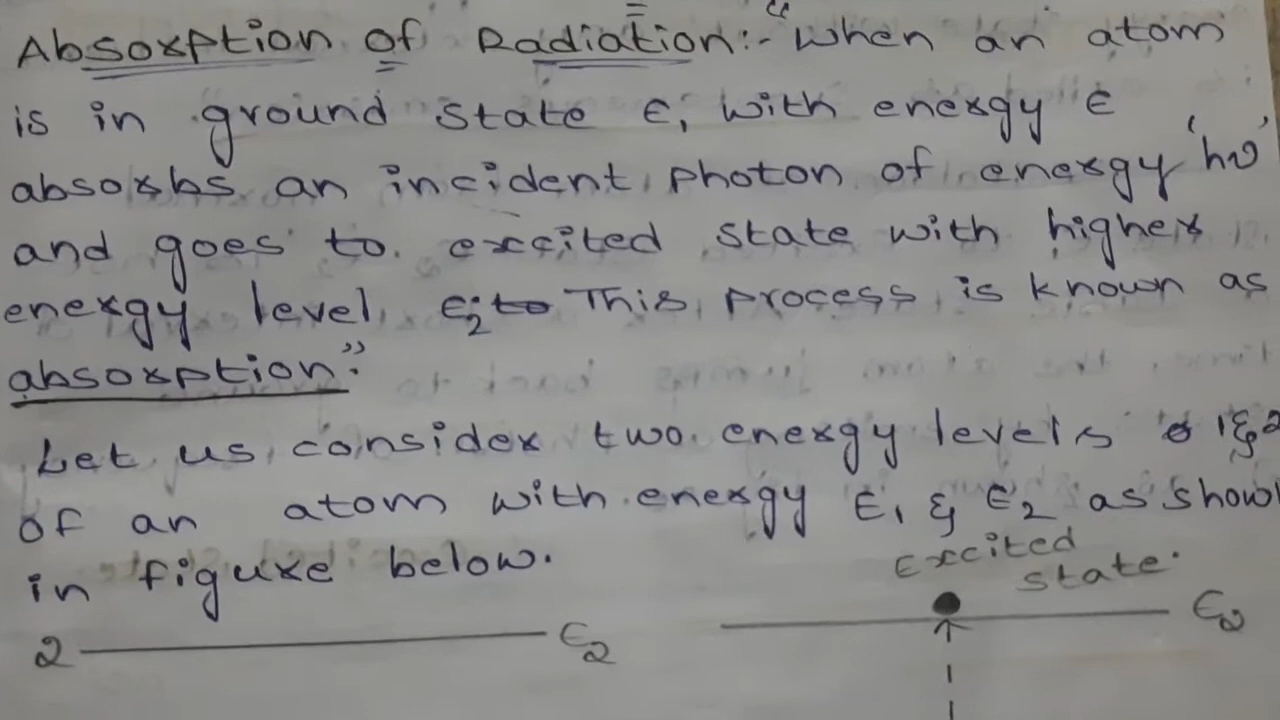 Absorption of Radiation:- "When an atom
is in ground state E₁ with energy E
absorbs an incident photon of energy 'hν'
and goes to excited state with higher
energy level E₂ to This process is known as
absorption."
Let us consider two energy levels 1 & 2
of an atom with energy E₁ & E₂ as show
in figure below.
Excited
state.
2 E₂
E₂